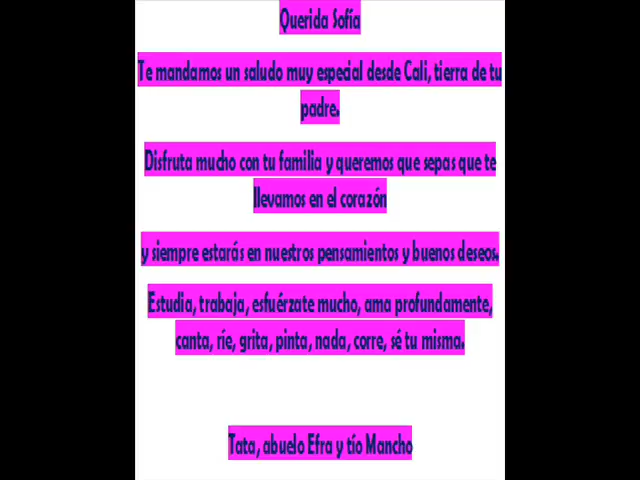 Querida Sofía
Te mandamos un saludo muy especial desde Cali, tierra de tu
padre.
Disfruta mucho con tu familia y queremos que sepas que te
llevamos en el corazón
y siempre estarás en nuestros pensamientos y buenos deseos.
Estudia, trabaja, esfuérzate mucho, ama profundamente,
canta, ríe, grita, pinta, nada, corre, sé tu misma.
Tata, abuelo Efra y tío Mancho